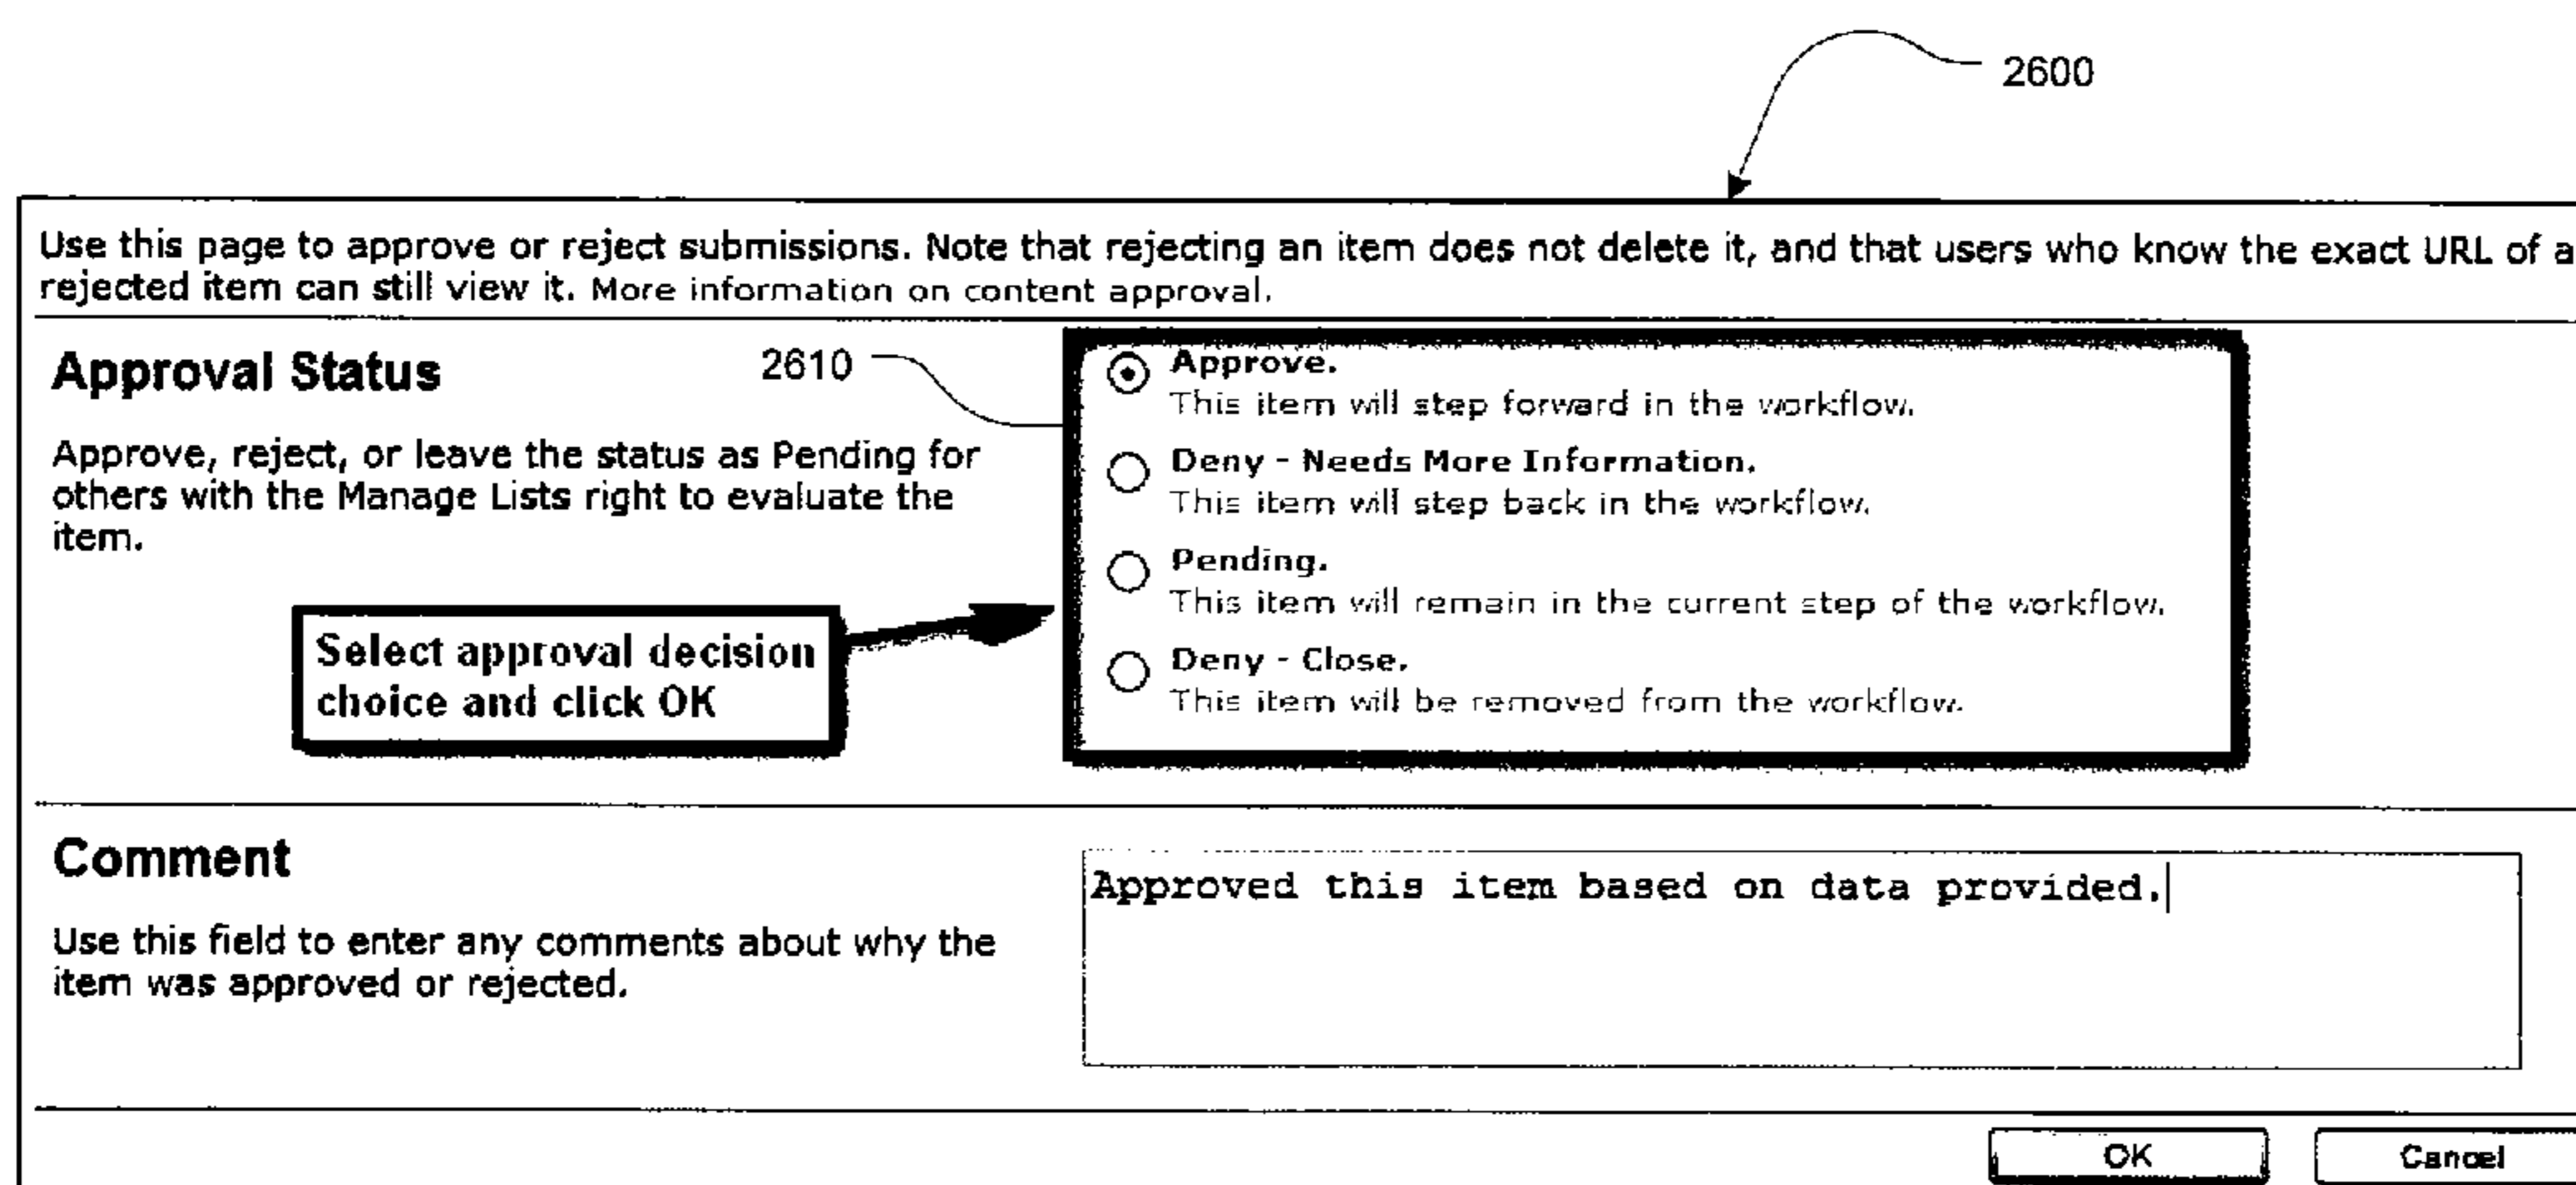 2600
Use this page to approve or reject submissions. Note that rejecting an item does not delete it, and that users who know the exact URL of a
rejected item can still view it. More information on content approval.
Approval Status
2610
Approve, reject, or leave the status as Pending for
others with the Manage Lists right to evaluate the
item.
Select approval decision
choice and click OK
Approve.
This item will step forward in the workflow.
Deny - Needs More Information.
This item will step back in the workflow.
Pending.
This item will remain in the current step of the workflow.
Deny - Close.
This item will be removed from the workflow.
Comment
Use this field to enter any comments about why the
item was approved or rejected.
Approved this item based on data provided.
OK
Cancel